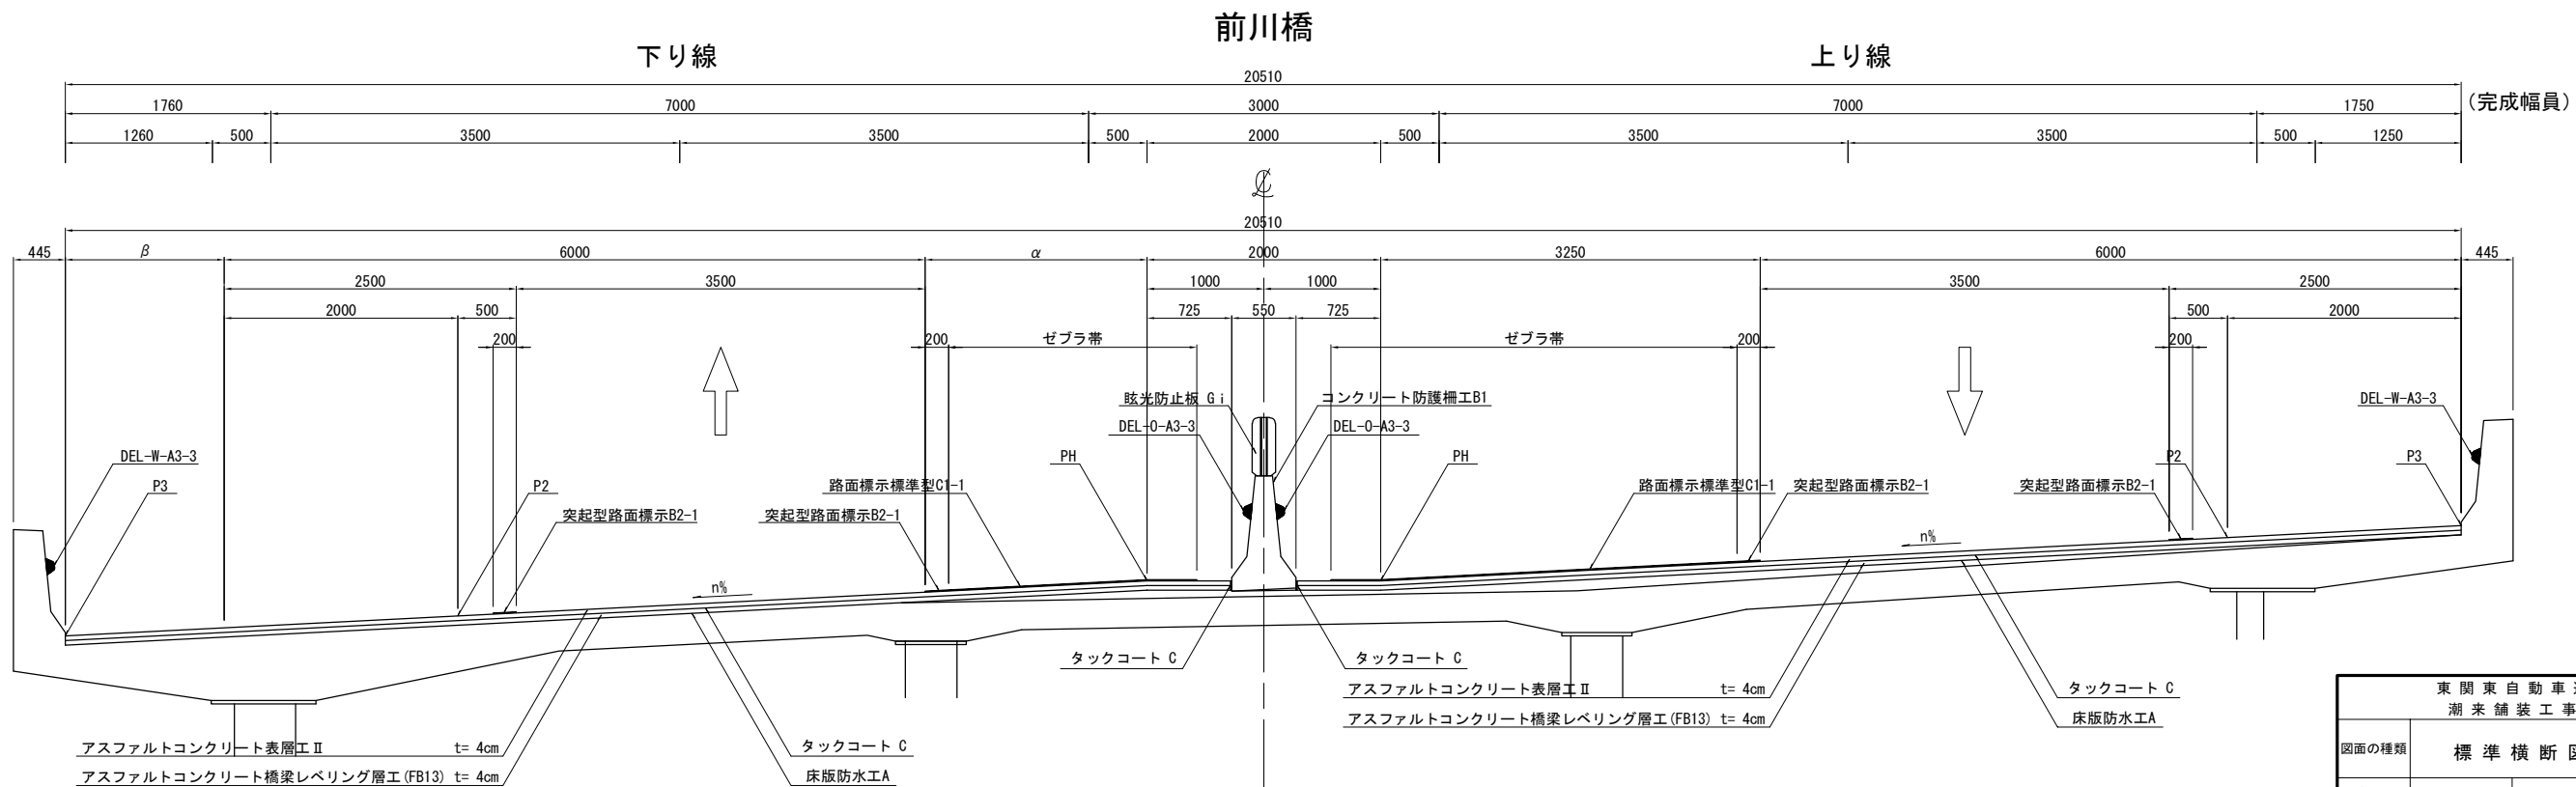 前川橋
下り線
上り線
20510
1760 7000 3000 7000 1750 (完成幅員)
1260 500 3500 3500 500 2000 500 3500 3500 500 1250
20510
445 β 6000 α 2000 3250 6000 445
2500 3500 1000 1000 3500 2500
2000 500 725 550 725 500 2000
200 200 ゼブラ帯 ゼブラ帯 200 200
眩光防止板 Gi コンクリート防護柵工B1 DEL-W-A3-3
DEL-O-A3-3 DEL-O-A3-3
DEL-W-A3-3 PH PH P2 P3
P3 P2 路面標示標準型C1-1 路面標示標準型C1-1 突起型路面標示B2-1 突起型路面標示B2-1
突起型路面標示B2-1 突起型路面標示B2-1
n%
n%
タックコート C タックコート C
アスファルトコンクリート表層工Ⅱ t= 4cm タックコート C
アスファルトコンクリート橋梁レベリング層工(FB13) t= 4cm 床版防水工A
アスファルトコンクリート表層工Ⅱ t= 4cm タックコート C
アスファルトコンクリート橋梁レベリング層工(FB13) t= 4cm 床版防水工A
東関東自動車
潮来舗装工事
図面の種類 標準横断